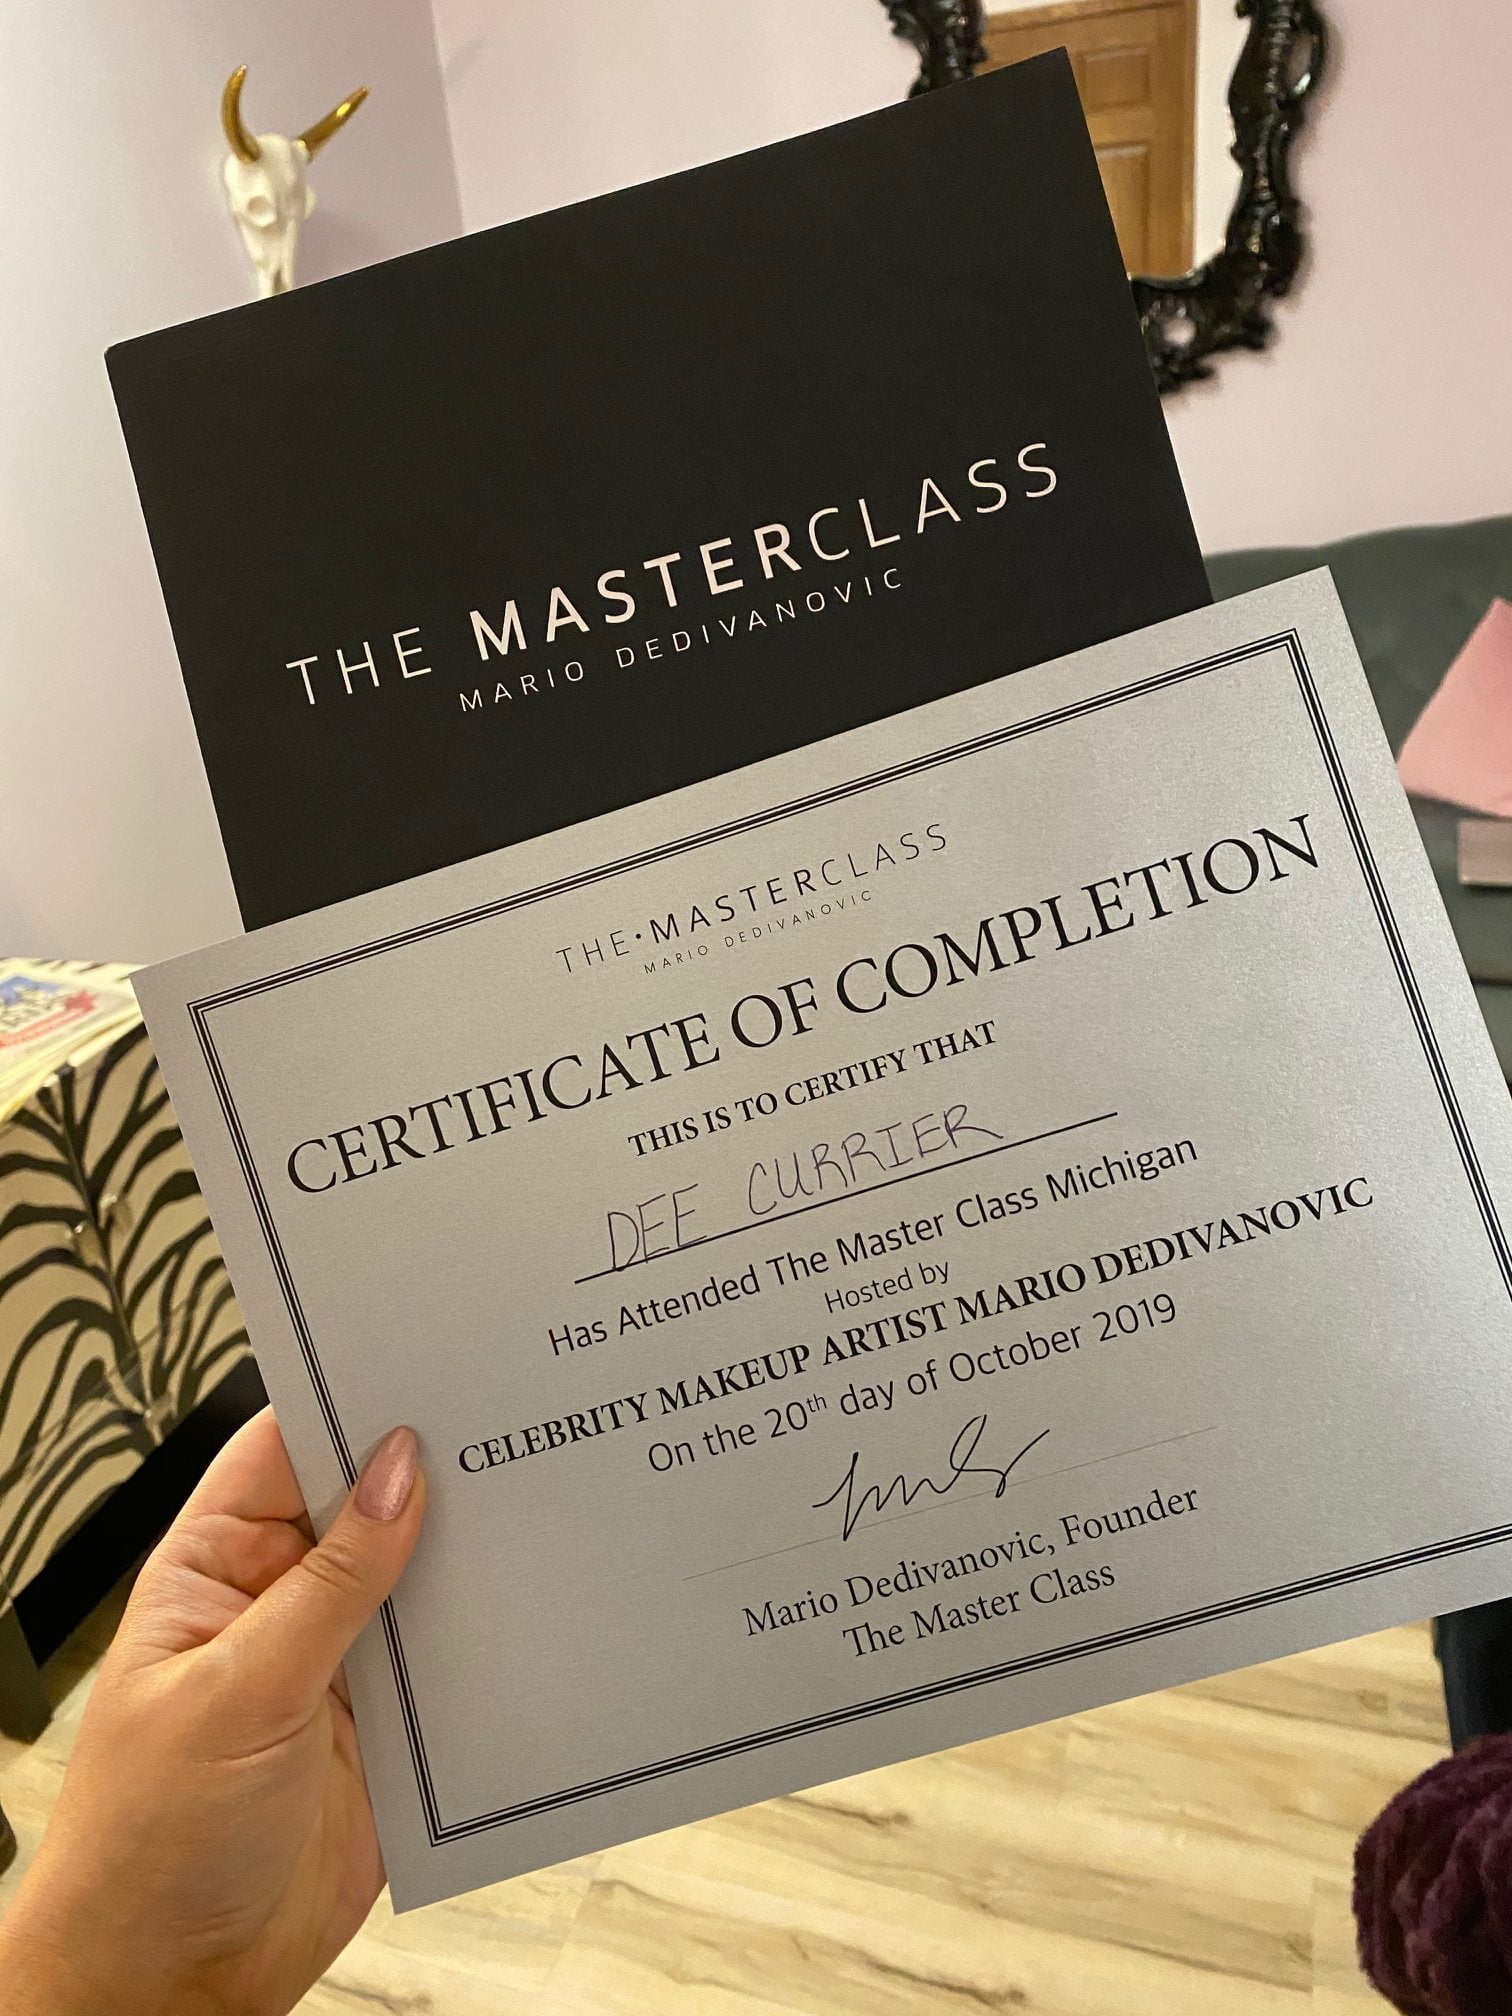 THE MASTERCLASS
MARIO DEDIVANOVIC
THE·MASTERCLASS
MARIO DEDIVANOVIC
CERTIFICATE OF COMPLETION
THIS IS TO CERTIFY THAT
DEE CURRIER
Has Attended The Master Class Michigan
Hosted by
CELEBRITY MAKEUP ARTIST MARIO DEDIVANOVIC
On the 20th day of October 2019
Mario Dedivanovic, Founder
The Master Class